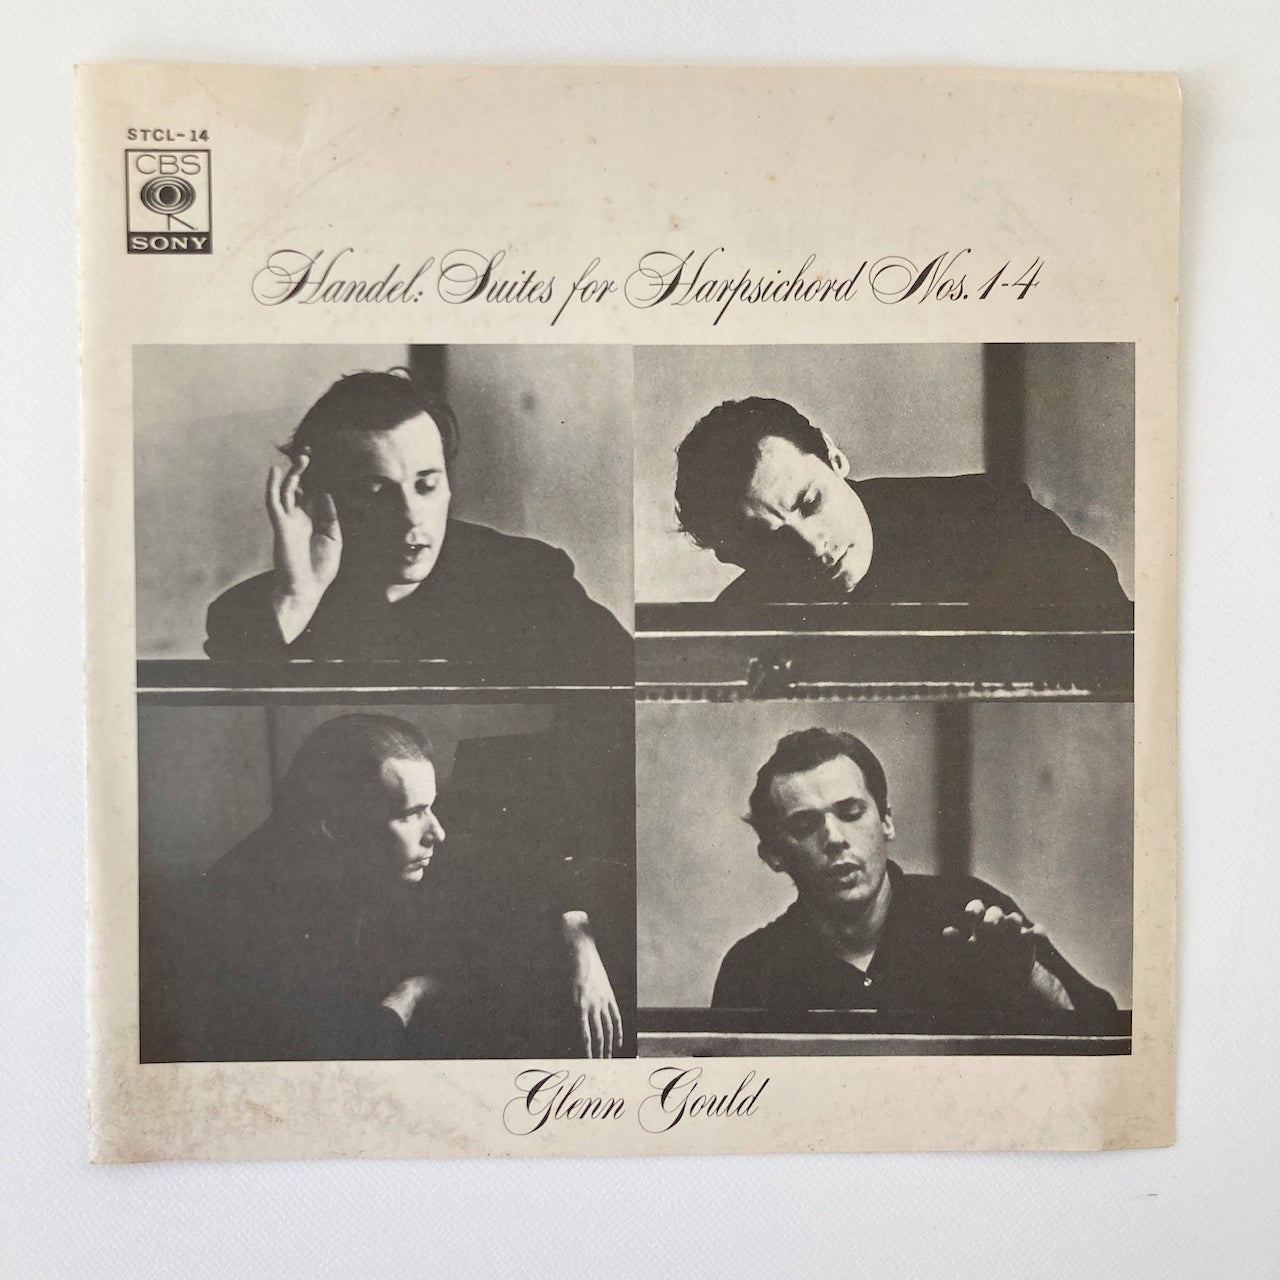 STCL-14
CBS
SONY
Handel: Suites for Harpsichord Nos. 1-4
Glenn Gould